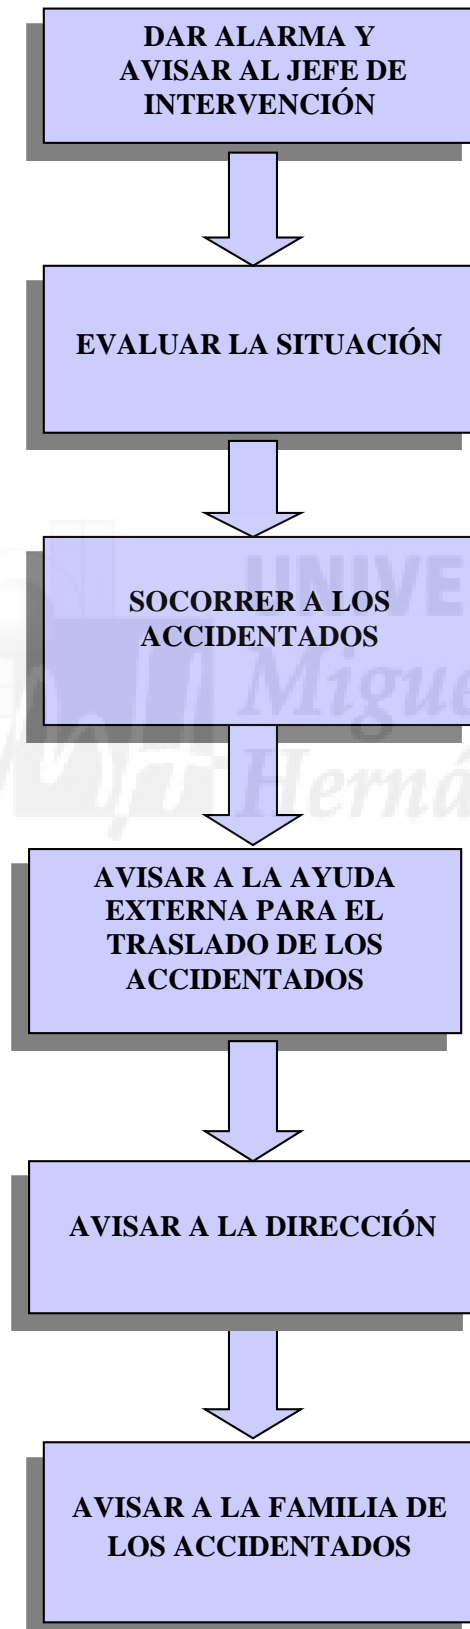 DAR ALARMA Y
AVISAR AL JEFE DE
INTERVENCIÓN
EVALUAR LA SITUACIÓN
SOCORRER A LOS
ACCIDENTADOS
AVISAR A LA AYUDA
EXTERNA PARA EL
TRASLADO DE LOS
ACCIDENTADOS
AVISAR A LA DIRECCIÓN
AVISAR A LA FAMILIA DE
LOS ACCIDENTADOS